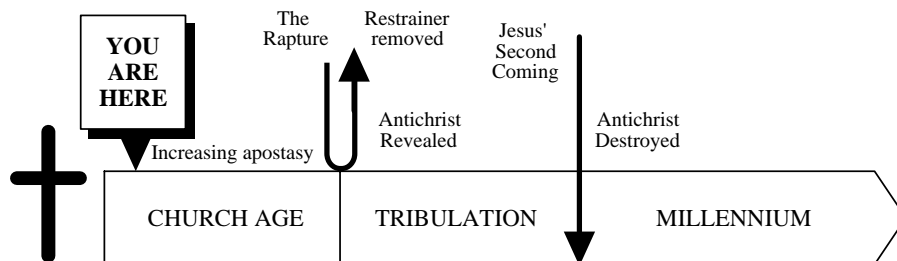 YOU
ARE
HERE
The
Rapture
Restrainer
removed
Jesus'
Second
Coming
Increasing apostasy
Antichrist
Revealed
Antichrist
Destroyed
CHURCH AGE
TRIBULATION
MILLENNIUM